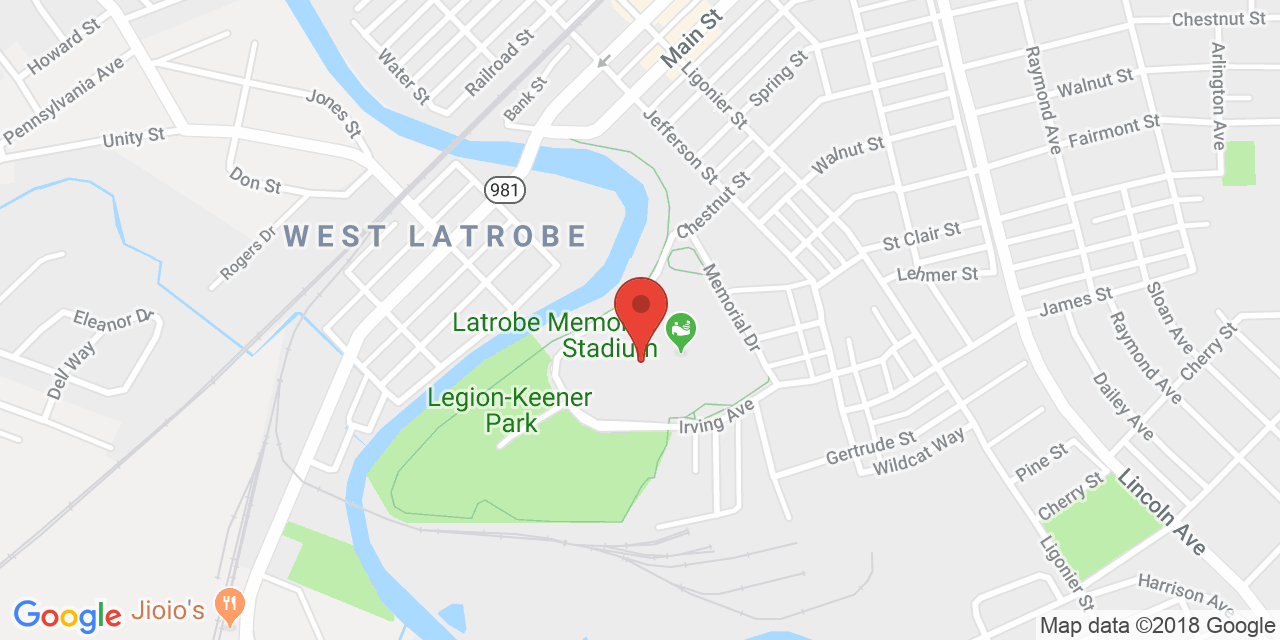 Howard St
Pennsylvania Ave
Unity St
Jones St
Don St
Rogers Dr
Water St
Railroad St
Bank St
Main St
Ligonier St
Spring St
Jefferson St
Chestnut St
Walnut St
Chestnut St
Arlington Ave
Raymond Ave
Walnut St
Fairmont St
981
WEST LATROBE
St Clair St
Lehmer St
Memorial Dr
James St
Sloan Ave
Raymond Ave
Cherry St
Dailey Ave
Eleanor Dr
Dell Way
Latrobe Memo
Stadium
Legion-Keener
Park
Irving Ave
Gertrude St
Wildcat Way
Pine St
Cherry St
Lincoln Ave
Ligonier St
Harrison Ave
Jioio's
Google
Map data ©2018 Google